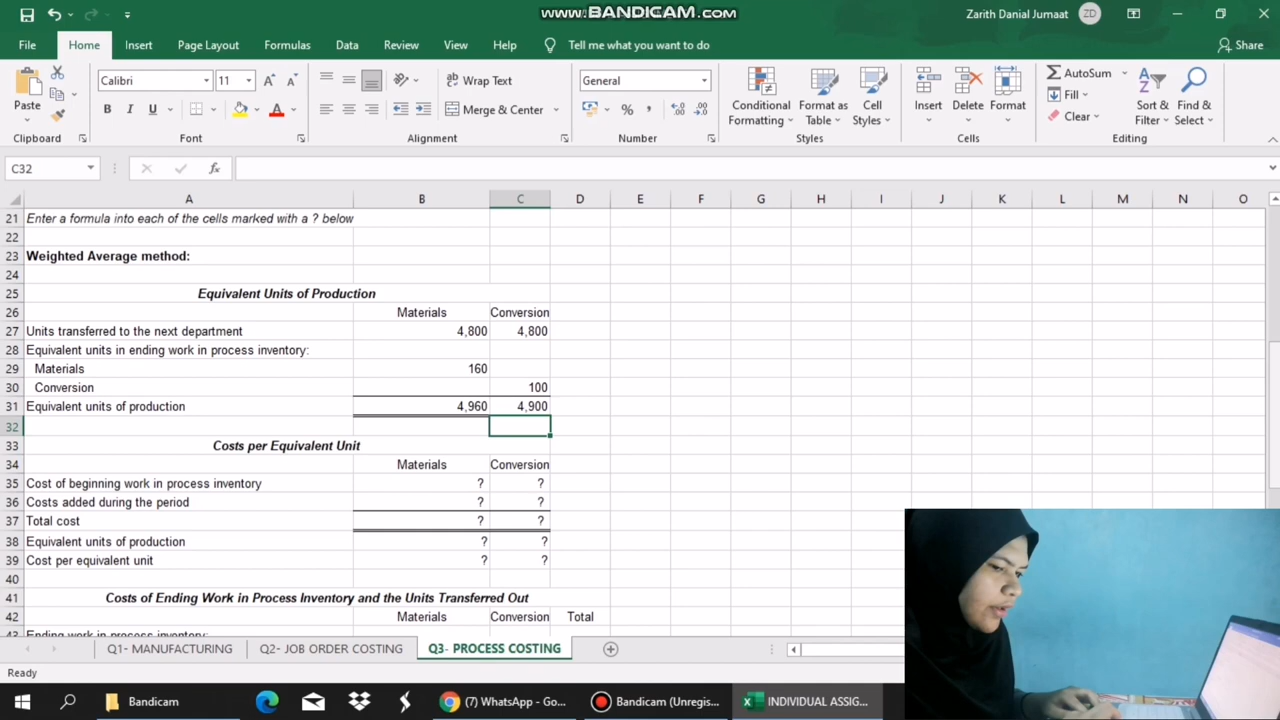 www.BANDICAM.com
Zarith Danial Jumaat ZD
File Home Insert Page Layout Formulas Data Review View Help Tell me what you want to do Share
Paste
Calibri 11
Wrap Text
General
Conditional Formatting
Format as Table
Cell Styles
Insert Delete Format
AutoSum
Fill
Clear
Sort & Filter
Find & Select
B I U
Merge & Center
Clipboard Font Alignment Number Styles Cells Editing
C32 fx
A B C D E F G H I J K L M N O
21 Enter a formula into each of the cells marked with a ? below
22
23 Weighted Average method:
24
25 Equivalent Units of Production
26 Materials Conversion
27 Units transferred to the next department 4,800 4,800
28 Equivalent units in ending work in process inventory:
29 Materials 160
30 Conversion 100
31 Equivalent units of production 4,960 4,900
32
33 Costs per Equivalent Unit
34 Materials Conversion
35 Cost of beginning work in process inventory ? ?
36 Costs added during the period ? ?
37 Total cost ? ?
38 Equivalent units of production ? ?
39 Cost per equivalent unit ? ?
40
41 Costs of Ending Work in Process Inventory and the Units Transferred Out
42 Materials Conversion Total
43 Ending work in process inventory:
Q1- MANUFACTURING Q2- JOB ORDER COSTING Q3- PROCESS COSTING
Ready
Bandicam (7) WhatsApp - Go... Bandicam (Unregis... INDIVIDUAL ASSIG...